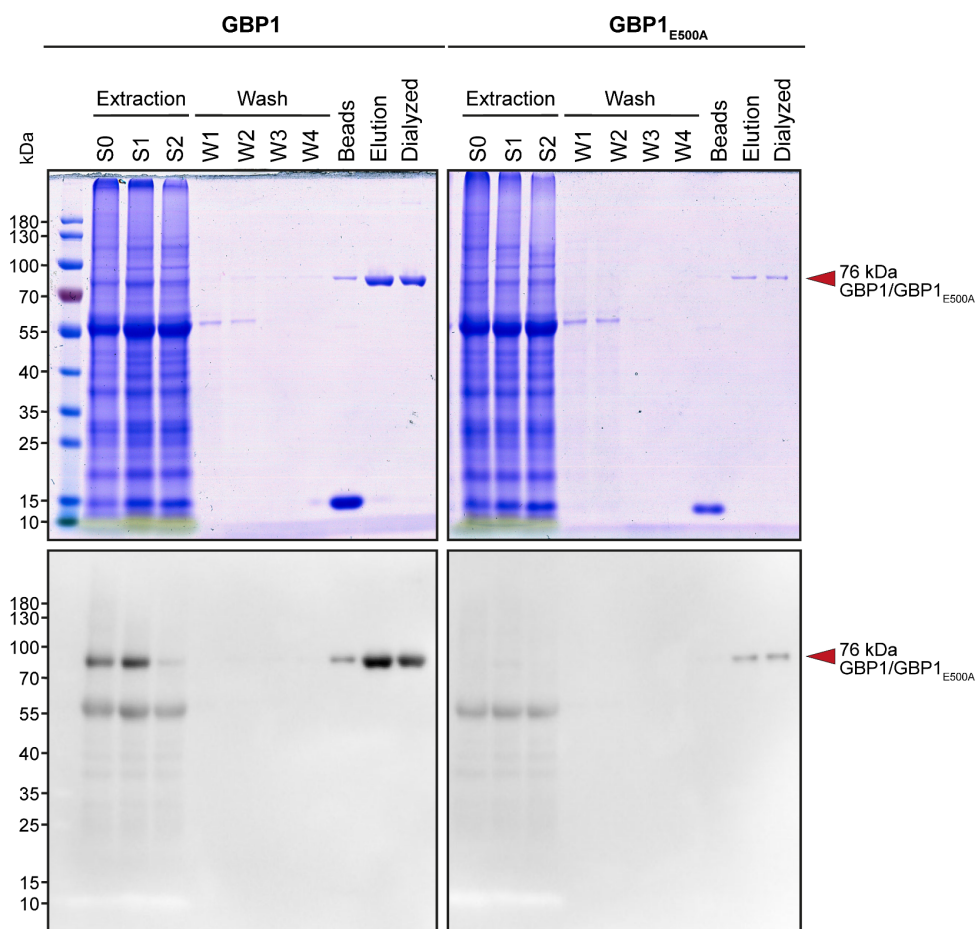 GBP1
GBP1E500A
Extraction Wash
Extraction Wash
kDa S0 S1 S2 W1 W2 W3 W4 Beads Elution Dialyzed
S0 S1 S2 W1 W2 W3 W4 Beads Elution Dialyzed
180
130
100
70
55
40
35
25
15
10
76 kDa
GBP1/GBP1E500A
180
130
100
70
55
40
35
25
15
10
76 kDa
GBP1/GBP1E500A